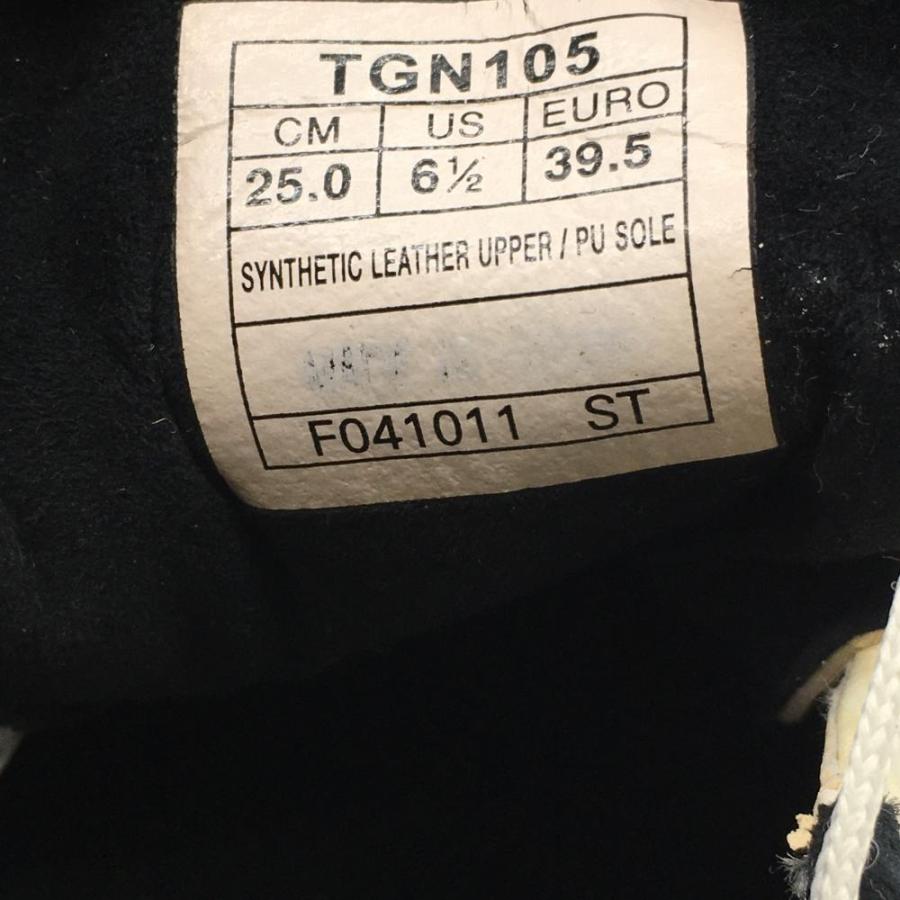 TGN105
CM US EURO
25.0 6½ 39.5
SYNTHETIC LEATHER UPPER / PU SOLE
F041011 ST